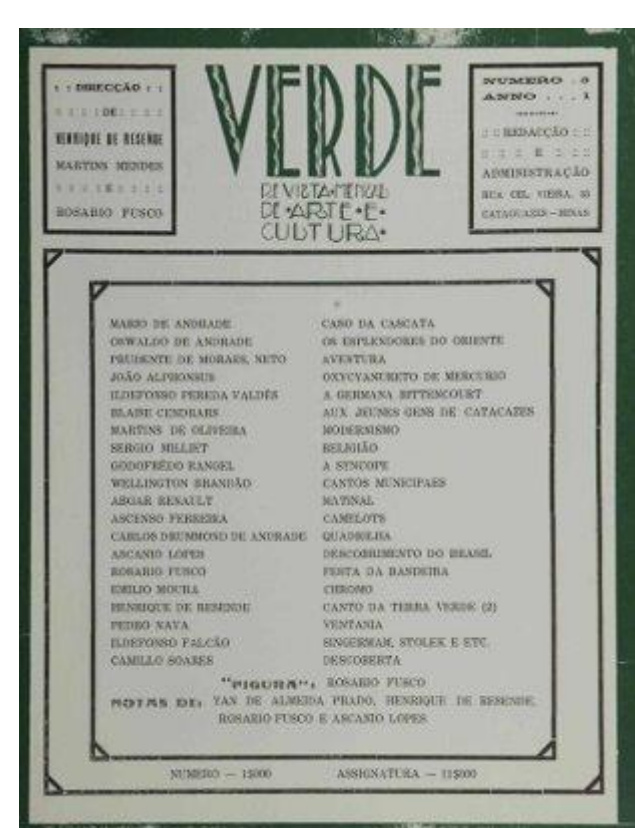 : : DIRECÇÃO : :
: : : : DE : : : :
HENRIQUE DE RESENDE
MARTINS MENDES
: : : : E : : : :
ROSARIO FUSCO
VERDE
REVISTA MENSAL
DE•ARTE•E•
CULTURA•
NUMERO . 3
ANNO . . . 1
: : REDACÇÃO : :
: : : : E : : : :
ADMINISTRAÇÃO
RUA CEL. VIEIRA, 53
CATAGUAZES – MINAS
MARIO DE ANDRADE CASO DA CASCATA
OSWALDO DE ANDRADE OS ESPLENDORES DO ORIENTE
PRUDENTE DE MORAES, NETO AVENTURA
JOÃO ALPHONSUS OXYCYANURETO DE MERCURIO
ILDEFONSO PEREDA VALDÉS A GERMANA BITTENCOURT
BLAISE CENDRARS AUX JEUNES GENS DE CATACAZES
MARTINS DE OLIVEIRA MODERNISMO
SERGIO MILLIET RELIGIÃO
GODOFRÊDO RANGEL A SYNCOPE
WELLINGTON BRANDÃO CANTOS MUNICIPAES
ABGAR RENAULT MATINAL
ASCENSO FERREIRA CAMELOTS
CARLOS DRUMMOND DE ANDRADE QUADRILHA
ASCANIO LOPES DESCOBRIMENTO DO BRASIL
ROSARIO FUSCO FESTA DA BANDEIRA
EMILIO MOURA CHROMO
HENRIQUE DE RESENDE CANTO DA TERRA VERDE (2)
PEDRO NAVA VENTANIA
ILDEFONSO FALCÃO SINGERMAM, STOLEK E ETC.
CAMILLO SOARES DESCOBERTA
"FIGURA": ROSARIO FUSCO
NOTAS DE: YAN DE ALMEIDA PRADO, HENRIQUE DE RESENDE,
ROSARIO FUSCO E ASCANIO LOPES
NUMERO — 1$000 ASSIGNATURA — 11$000